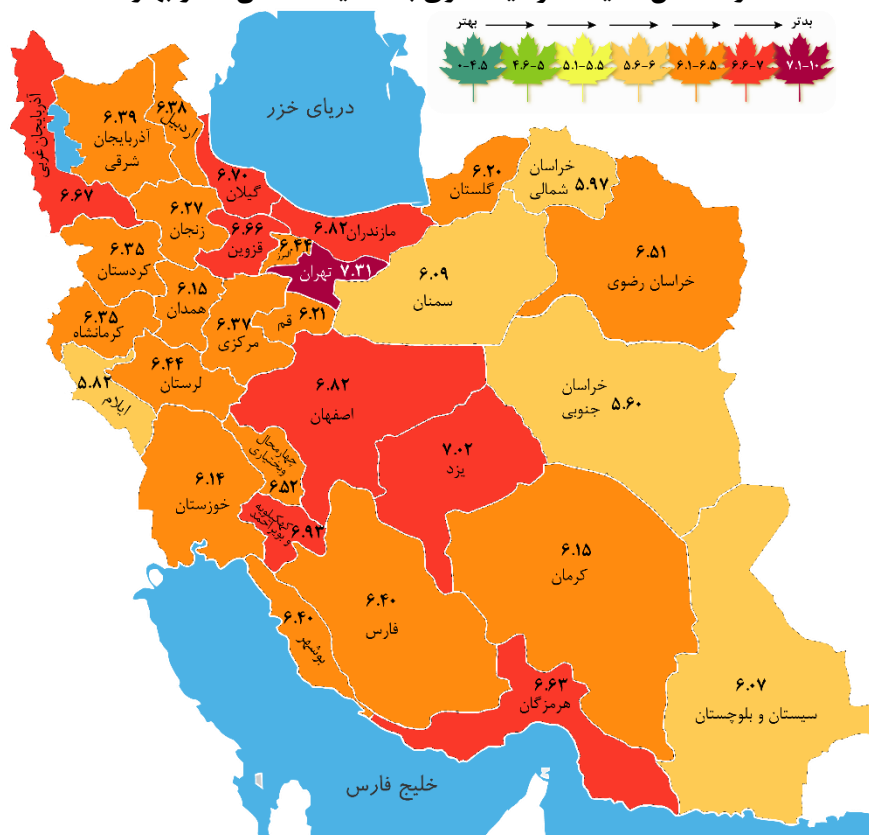 بهتر
بدتر
۰-۴.۵
۴.۶-۵
۵.۱-۵.۵
۵.۶-۶
۶.۱-۶.۵
۶.۶-۷
۷.۱-۱۰
دریای خزر
آذربایجان غربی
۶.۶۷
۶.۳۹
آذربایجان
شرقی
۶.۳۸
اردبیل
۶.۷۰
گیلان
۶.۲۷
زنجان
۶.۶۶
قزوین
۶.۴۴
البرز
مازندران ۶.۸۲
تهران ۷.۳۱
۶.۲۰
گلستان
خراسان
شمالی
۵.۹۷
۶.۵۱
خراسان رضوی
۶.۰۹
سمنان
۶.۳۵
کردستان
۶.۱۵
همدان
۶.۳۵
کرمانشاه
۶.۳۷
مرکزی
قم ۶.۲۱
۶.۴۴
لرستان
۵.۸۲
ایلام
۶.۸۲
اصفهان
خراسان
جنوبی
۵.۶۰
۷.۰۲
یزد
چهارمحال
وبختیاری
۶.۵۲
۶.۱۴
خوزستان
کهکیلویه
و بویراحمد
۶.۹۳
۶.۱۵
کرمان
۶.۴۰
فارس
۶.۴۰
بوشهر
۶.۶۳
هرمزگان
۶.۰۷
سیستان و بلوچستان
خلیج فارس